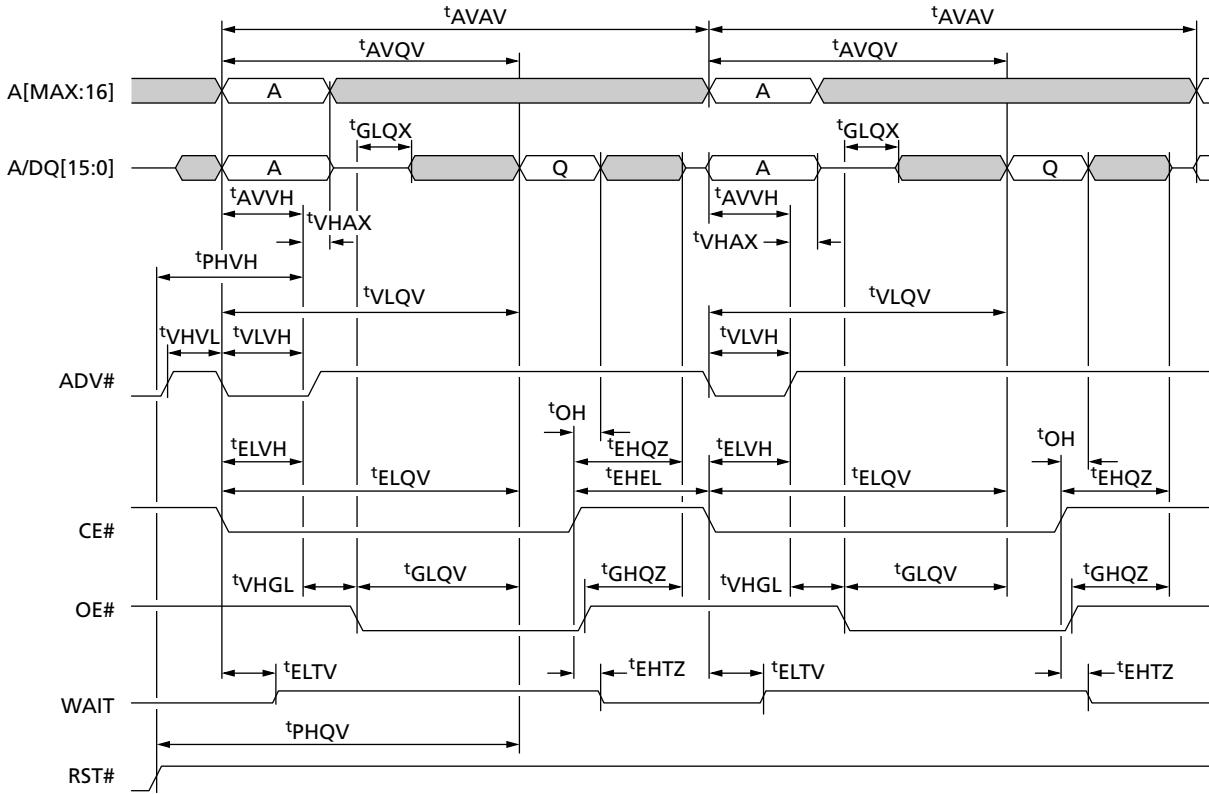 tAVAV tAVAV
tAVQV tAVQV
A[MAX:16] A A
tGLQX tGLQX
A/DQ[15:0] A Q A Q
tAVVH tAVVH
tVHAX tVHAX
tPHVH
tVLQV tVLQV
tVHVL tVLVH tVLVH
ADV#
tOH tOH
tELVH tEHQZ tELVH
tELQV tEHEL tELQV tEHQZ
CE#
tVHGL tGLQV tGHQZ tVHGL tGLQV tGHQZ
OE#
tELTV tEHTZ tELTV tEHTZ
WAIT
tPHQV
RST#